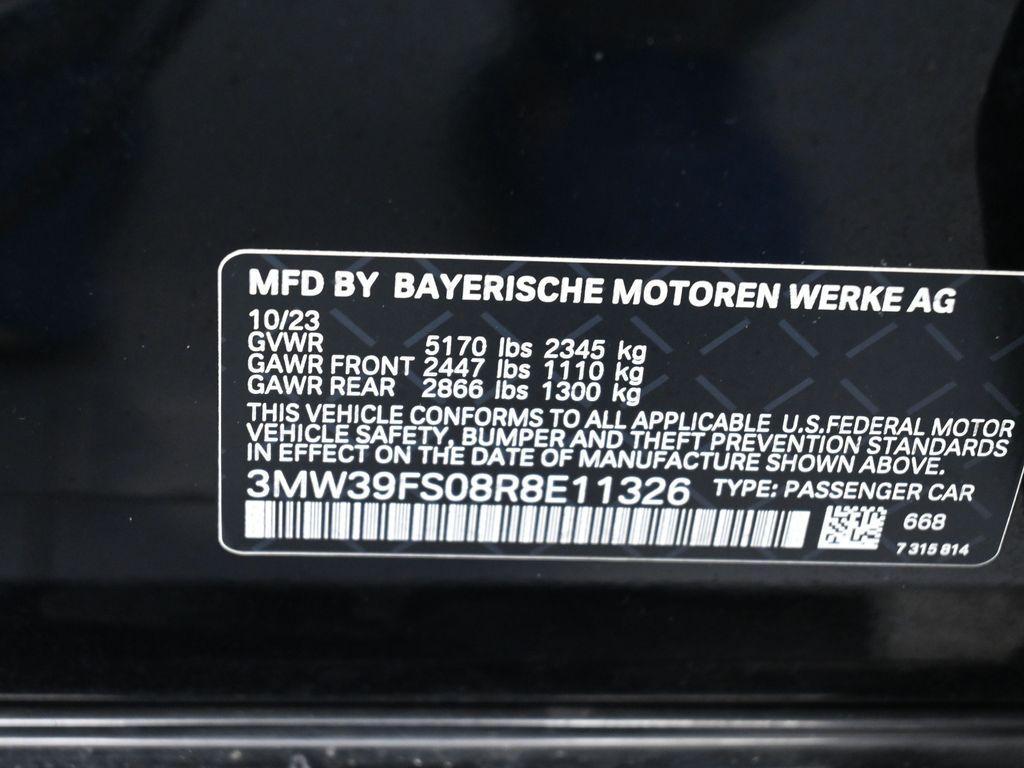 MFD BY BAYERISCHE MOTOREN WERKE AG
10/23
GVWR 5170 lbs 2345 kg
GAWR FRONT 2447 lbs 1110 kg
GAWR REAR 2866 lbs 1300 kg
THIS VEHICLE CONFORMS TO ALL APPLICABLE U.S.FEDERAL MOTOR
VEHICLE SAFETY, BUMPER AND THEFT PREVENTION STANDARDS
IN EFFECT ON THE DATE OF MANUFACTURE SHOWN ABOVE.
3MW39FS08R8E11326 TYPE: PASSENGER CAR
668
7 315 814